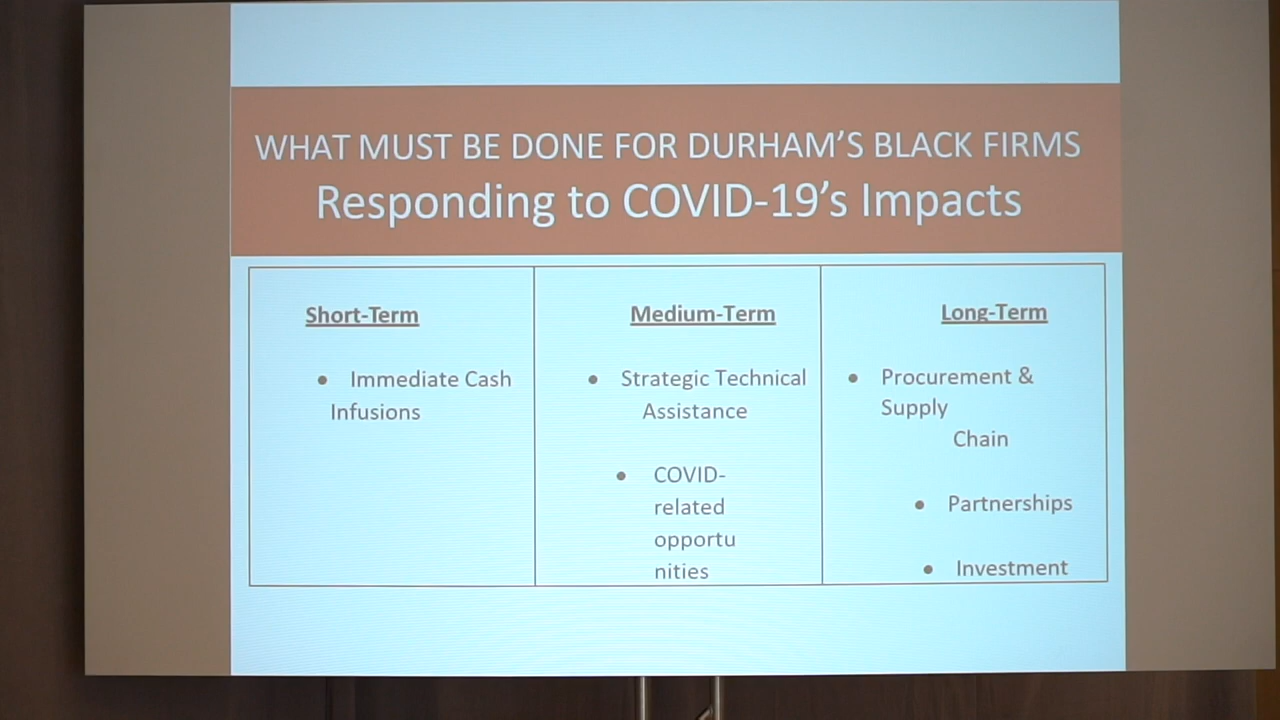 WHAT MUST BE DONE FOR DURHAM'S BLACK FIRMS
Responding to COVID-19's Impacts
Short-Term
• Immediate Cash
Infusions
Medium-Term
• Strategic Technical
Assistance
• COVID-
related
opportu
nities
Long-Term
• Procurement &
Supply
Chain
• Partnerships
• Investment